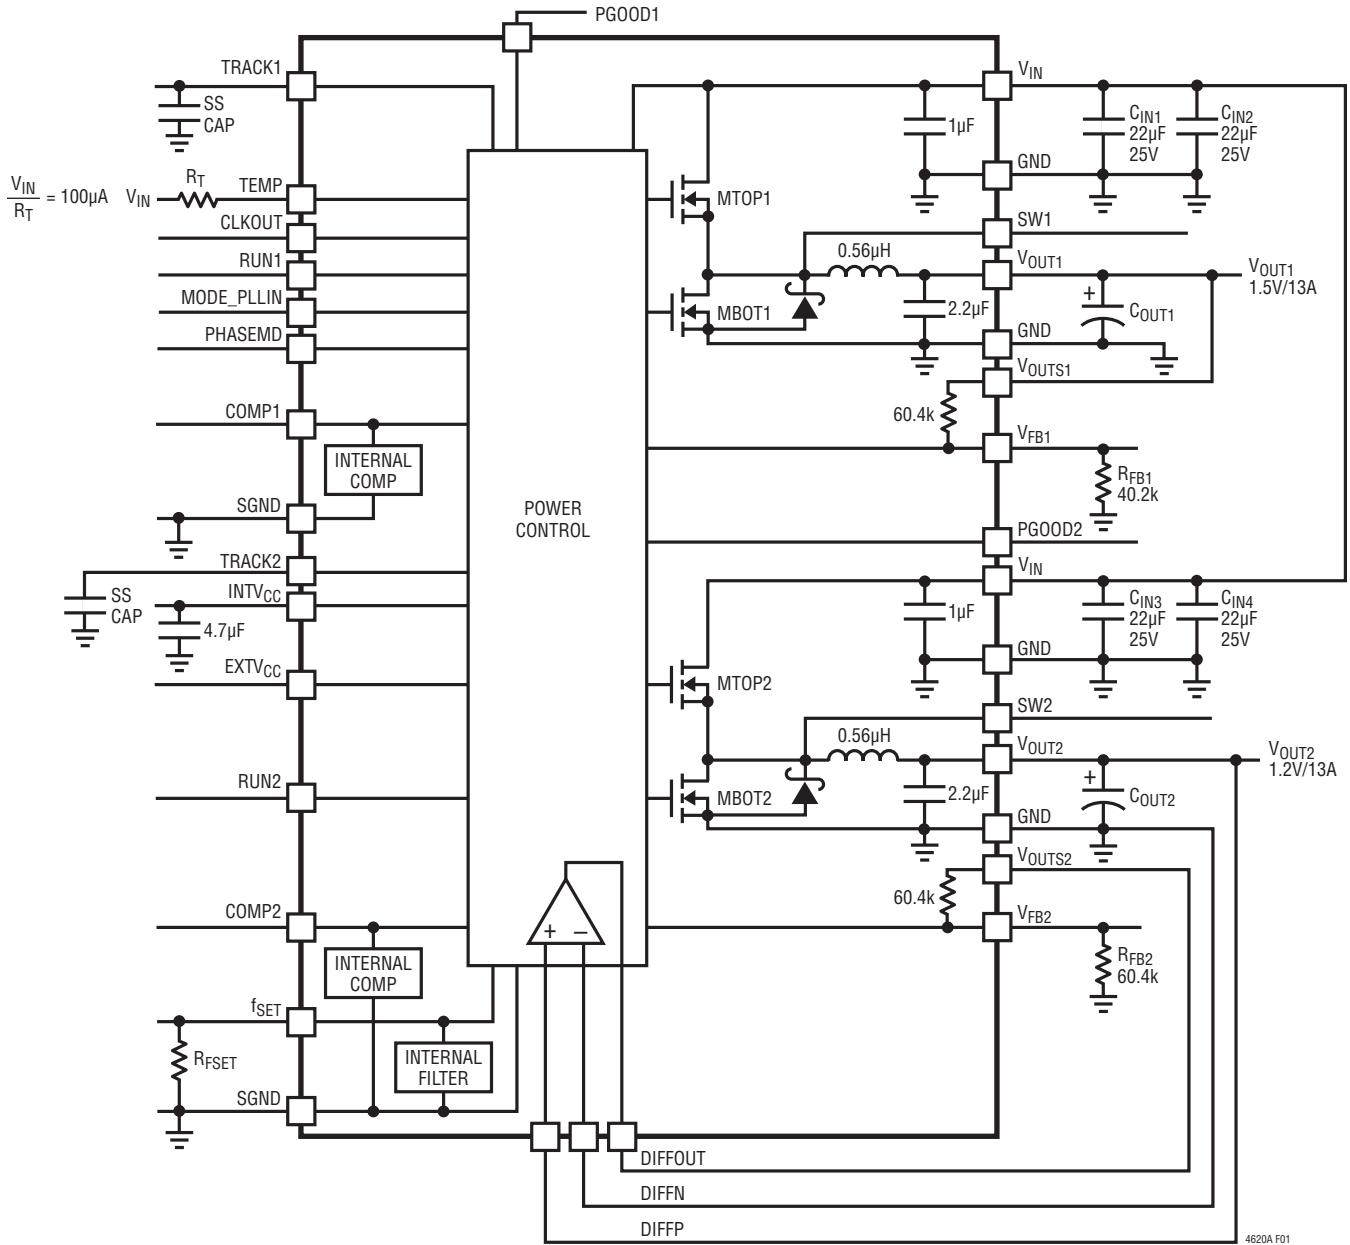 PGOOD1
TRACK1
SS
CAP
VIN
RT
= 100µA
VIN
RT
TEMP
CLKOUT
RUN1
MODE_PLLIN
PHASEMD
COMP1
INTERNAL
COMP
SGND
TRACK2
SS
CAP
INTVCC
4.7µF
EXTVCC
RUN2
COMP2
INTERNAL
COMP
fSET
RFSET
INTERNAL
FILTER
SGND
POWER
CONTROL
+ −
MTOP1
MBOT1
1µF
0.56µH
2.2µF
60.4k
VIN
CIN1
22µF
25V
CIN2
22µF
25V
GND
SW1
VOUT1
VOUT1
1.5V/13A
+
COUT1
GND
VOUTS1
VFB1
RFB1
40.2k
PGOOD2
MTOP2
MBOT2
1µF
0.56µH
2.2µF
60.4k
VIN
CIN3
22µF
25V
CIN4
22µF
25V
GND
SW2
VOUT2
VOUT2
1.2V/13A
+
COUT2
GND
VOUTS2
VFB2
RFB2
60.4k
DIFFOUT
DIFFN
DIFFP
4620A F01